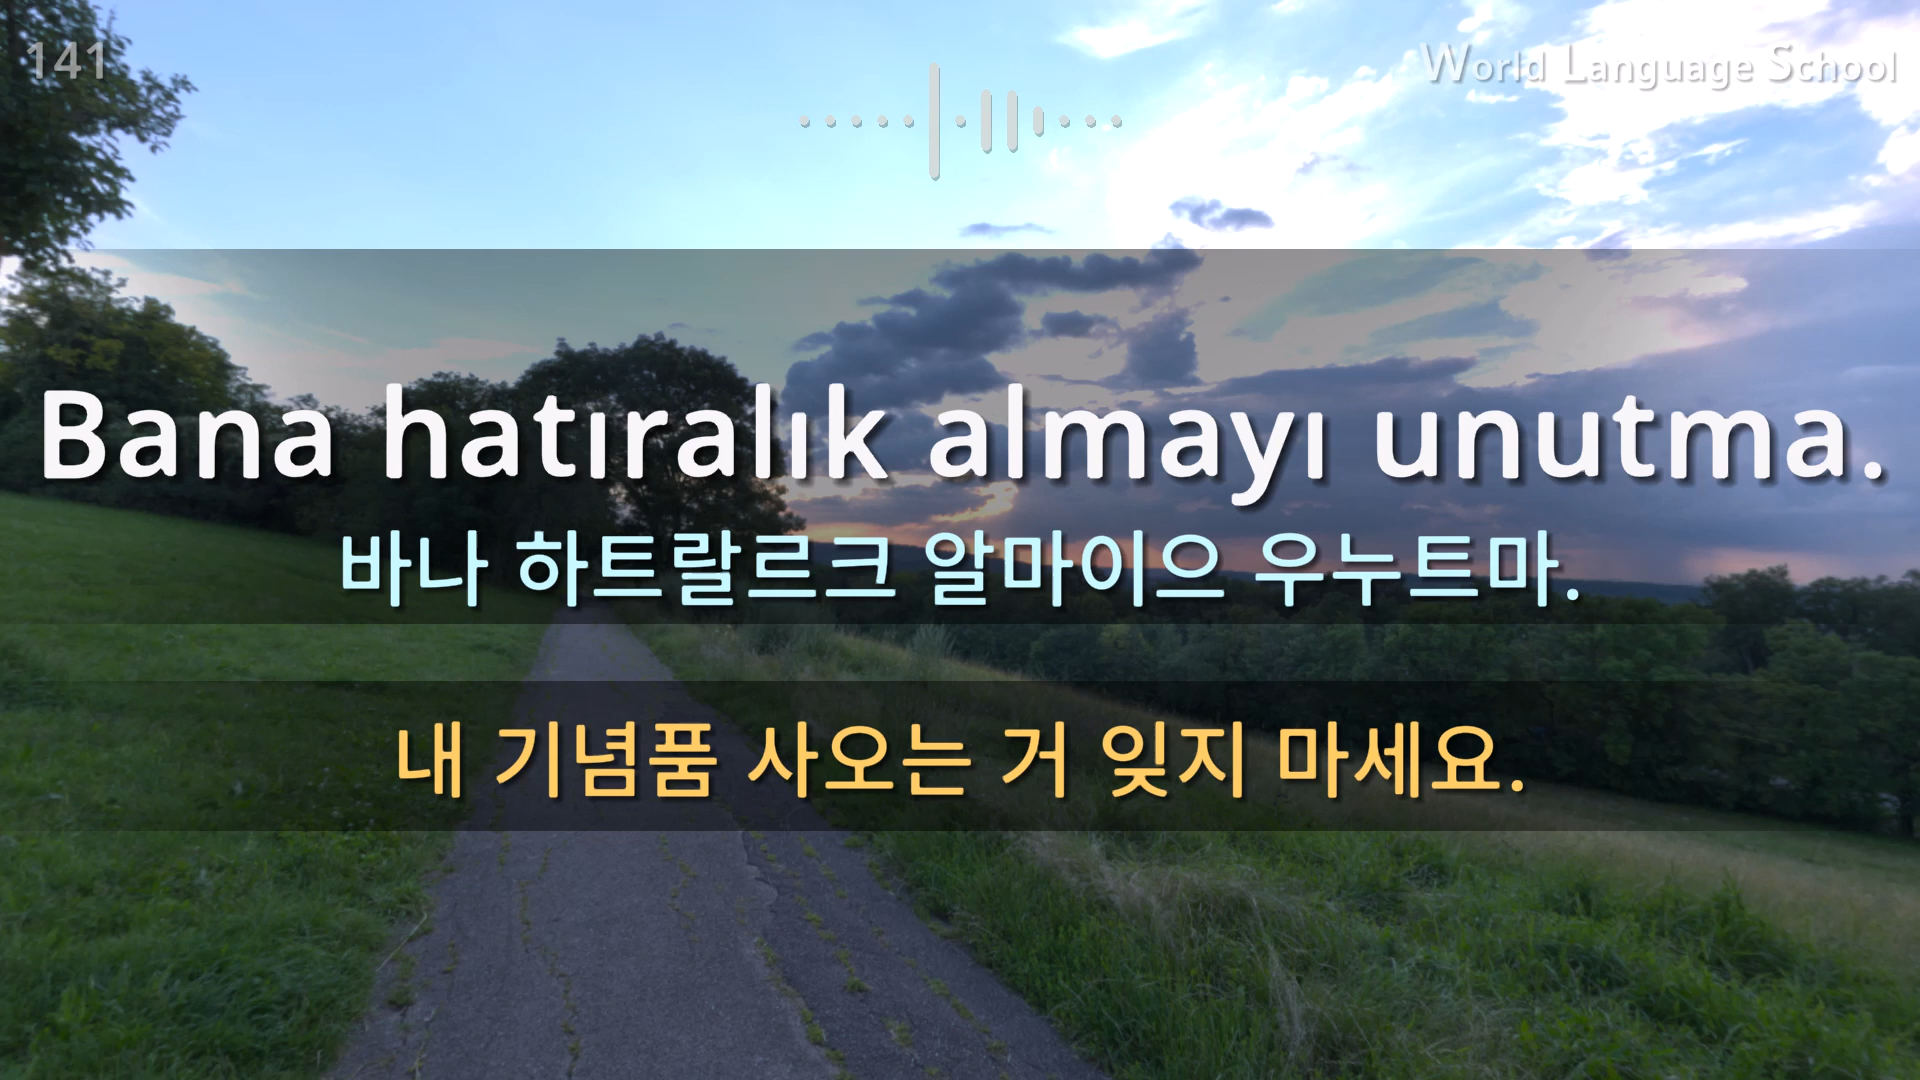 141
World Language School
Bana hatıralık almayı unutma.
바나 하트랄르크 알마이으 우누트마.
내 기념품 사오는 거 잊지 마세요.